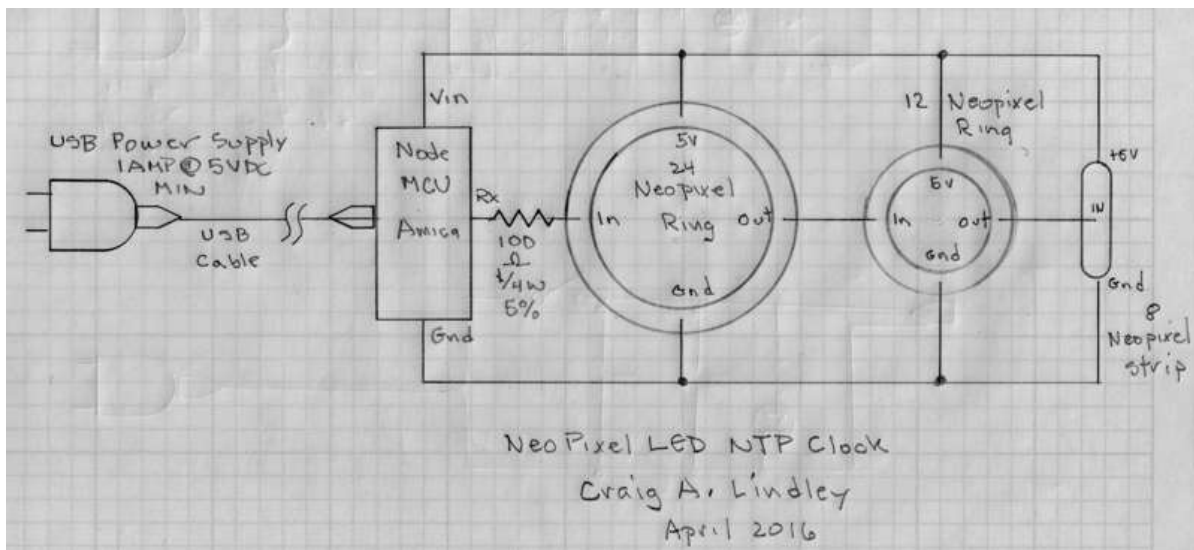 USB Power Supply
1AMP @ 5VDC
MIN
USB
Cable
Vin
Node
MCU
Amica
Gnd
Rx
100
Ω
1/4w
5%
5V
24
Neopixel
Ring
In
Out
Gnd
12 Neopixel
Ring
5V
In
Out
Gnd
+5V
IN
Gnd
8
Neopixel
Strip
NeoPixel LED NTP Clock
Craig A. Lindley
April 2016